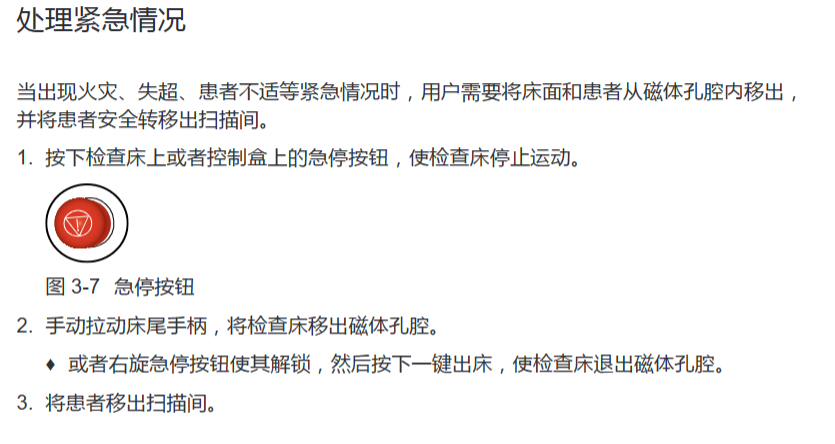 处理紧急情况
当出现火灾、失超、患者不适等紧急情况时，用户需要将床面和患者从磁体孔腔内移出，
并将患者安全转移出扫描间。
1. 按下检查床上或者控制盒上的急停按钮，使检查床停止运动。
图 3-7 急停按钮
2. 手动拉动床尾手柄，将检查床移出磁体孔腔。
♦ 或者右旋急停按钮使其解锁，然后按下一键出床，使检查床退出磁体孔腔。
3. 将患者移出扫描间。